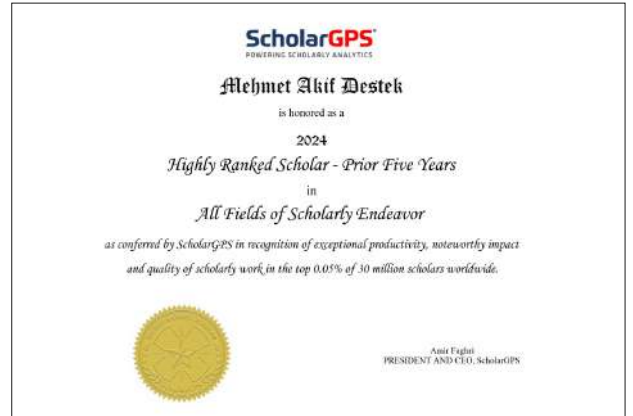 ScholarGPS
POWERING SCHOLARLY ANALYTICS
Mehmet Akif Destek
is honored as a
2024
Highly Ranked Scholar - Prior Five Years
in
All Fields of Scholarly Endeavor
as conferred by ScholarGPS in recognition of exceptional productivity, noteworthy impact
and quality of scholarly work in the top 0.05% of 30 million scholars worldwide.
Amir Faghri
PRESIDENT AND CEO, ScholarGPS